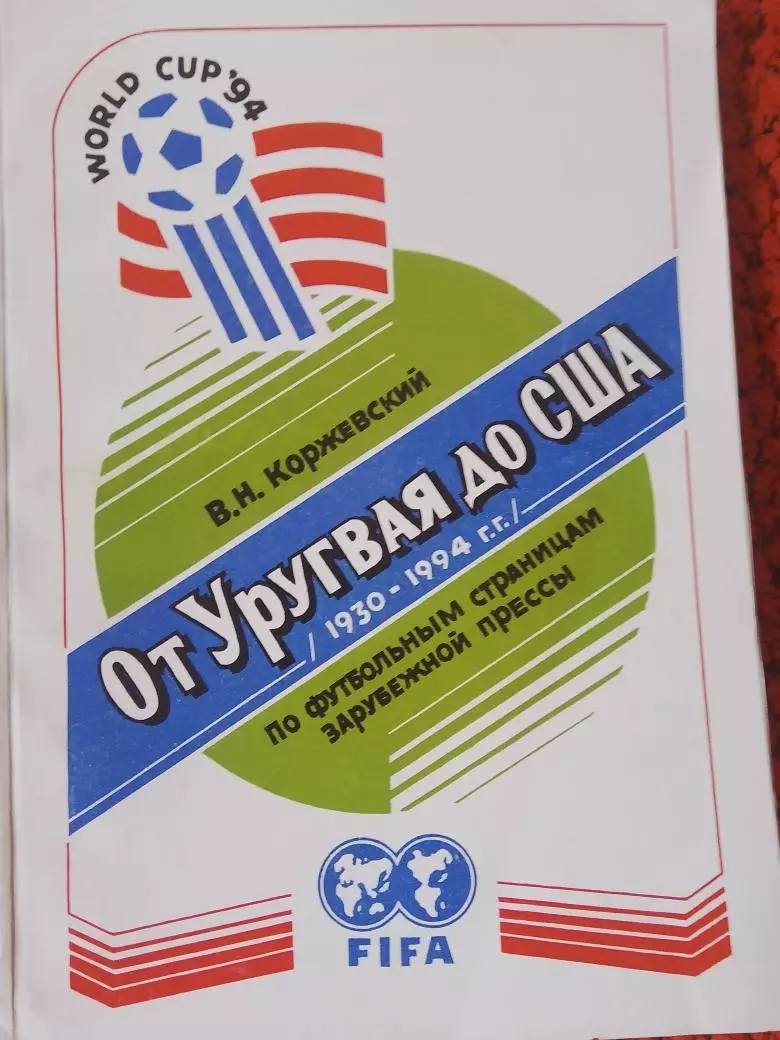 WORLD CUP '94
В.Н. Коржевский
От Уругвая до США
/ 1930 - 1994 г.г. /
по футбольным страницам
зарубежной прессы
FIFA